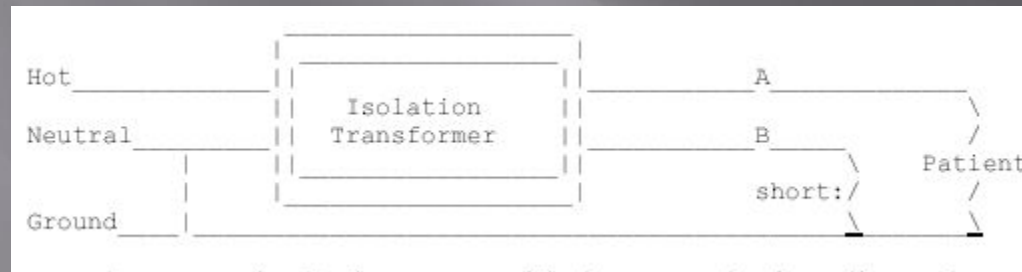 Hot
A
Isolation
Neutral
Transformer
B
Patient
short:
Ground